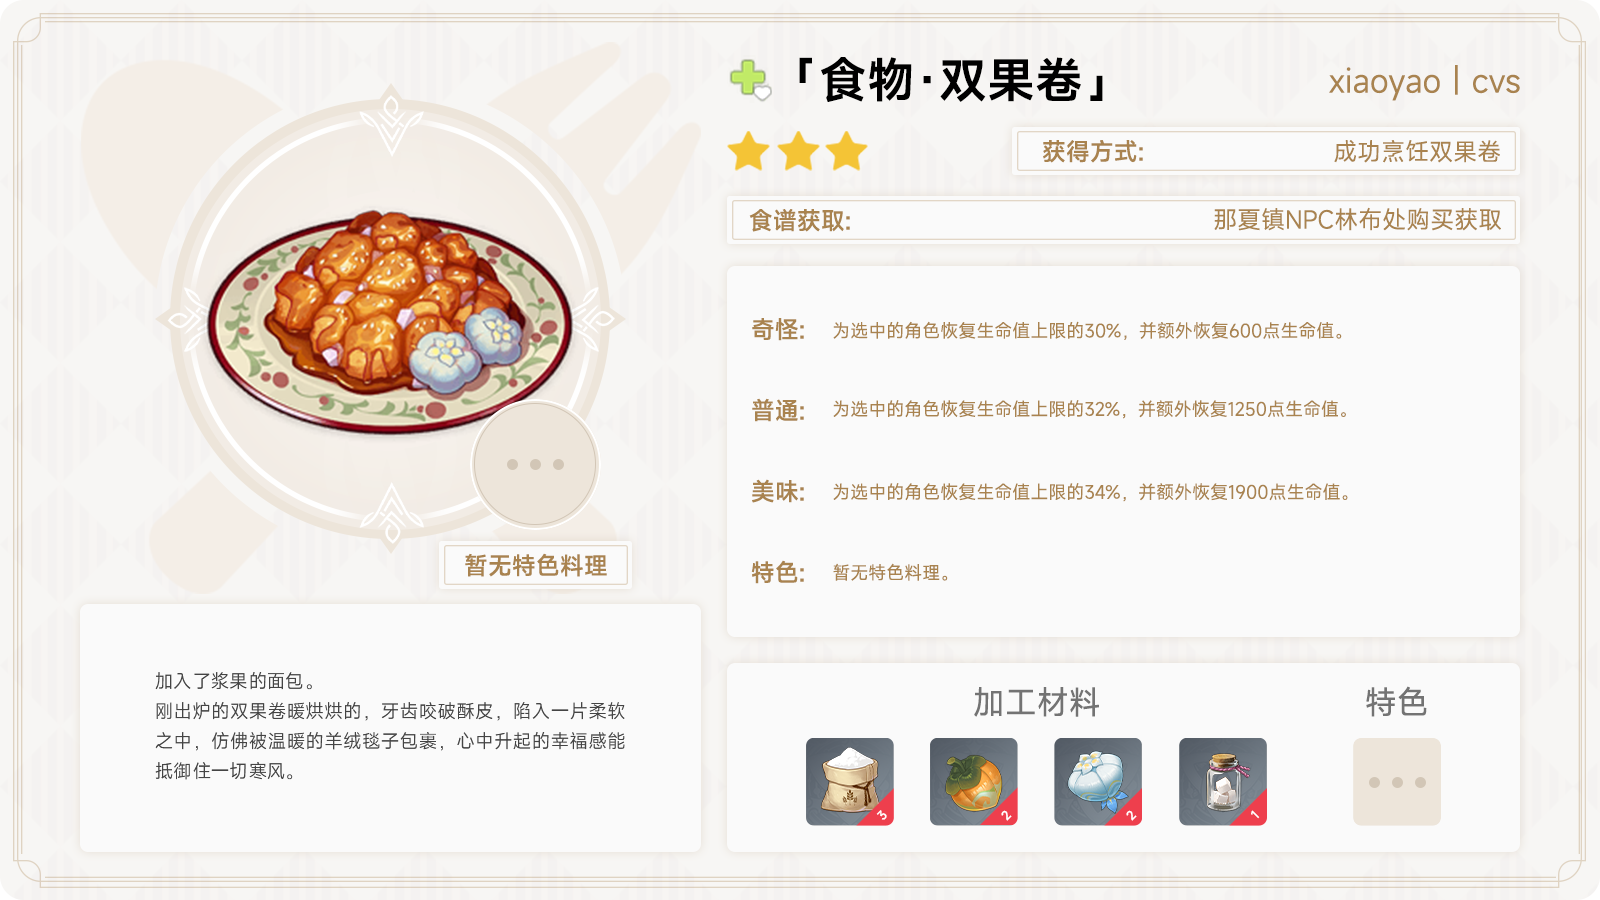 「食物·双果卷」
xiaoyao | cvs
获得方式: 成功烹饪双果卷
食谱获取: 那夏镇NPC林布处购买获取
奇怪: 为选中的角色恢复生命值上限的30%，并额外恢复600点生命值。
普通: 为选中的角色恢复生命值上限的32%，并额外恢复1250点生命值。
美味: 为选中的角色恢复生命值上限的34%，并额外恢复1900点生命值。
特色: 暂无特色料理。
暂无特色料理
加入了浆果的面包。
刚出炉的双果卷暖烘烘的，牙齿咬破酥皮，陷入一片柔软
之中，仿佛被温暖的羊绒毯子包裹，心中升起的幸福感能
抵御住一切寒风。
加工材料 特色
3 2 2 1